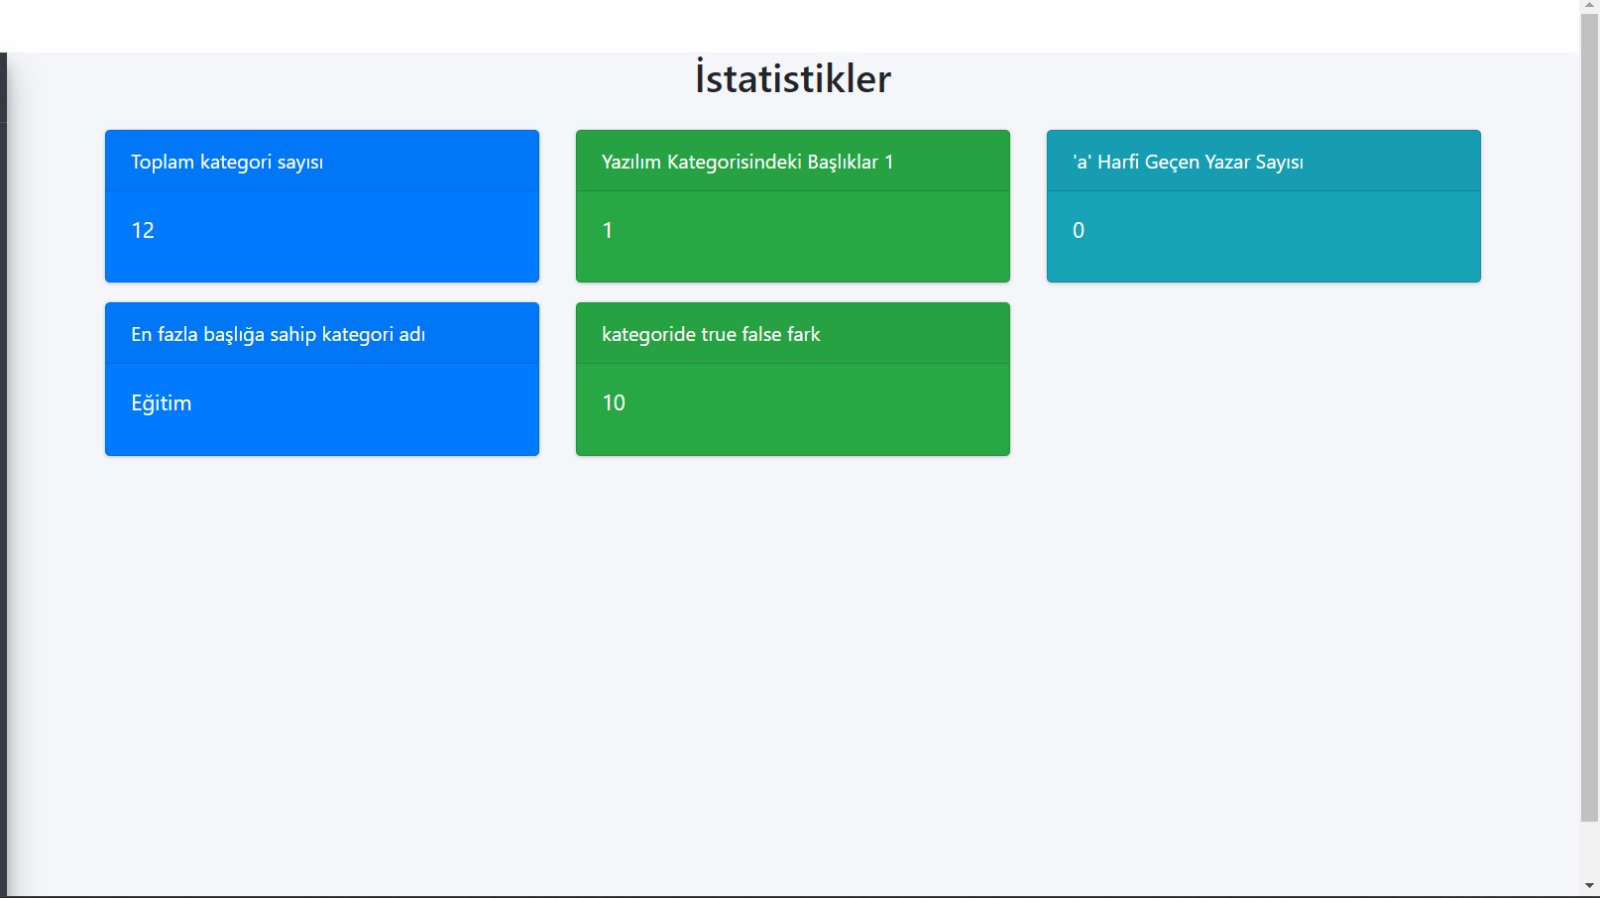 İstatistikler
Toplam kategori sayısı
12
Yazılım Kategorisindeki Başlıklar 1
1
'a' Harfi Geçen Yazar Sayısı
0
En fazla başlığa sahip kategori adı
Eğitim
kategoride true false fark
10